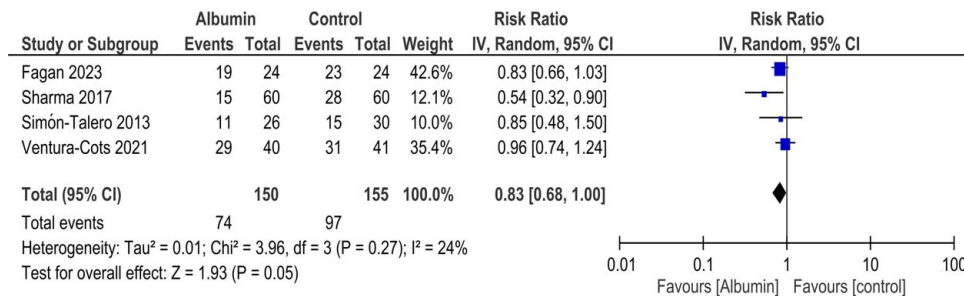 Albumin Control Risk Ratio Risk Ratio
Study or Subgroup Events Total Events Total Weight IV, Random, 95% CI IV, Random, 95% CI
Fagan 2023 19 24 23 24 42.6% 0.83 [0.66, 1.03]
Sharma 2017 15 60 28 60 12.1% 0.54 [0.32, 0.90]
Simón-Talero 2013 11 26 15 30 10.0% 0.85 [0.48, 1.50]
Ventura-Cots 2021 29 40 31 41 35.4% 0.96 [0.74, 1.24]
Total (95% CI) 150 155 100.0% 0.83 [0.68, 1.00]
Total events 74 97
Heterogeneity: Tau² = 0.01; Chi² = 3.96, df = 3 (P = 0.27); I² = 24%
Test for overall effect: Z = 1.93 (P = 0.05)
0.01 0.1 1 10 100
Favours [Albumin] Favours [control]